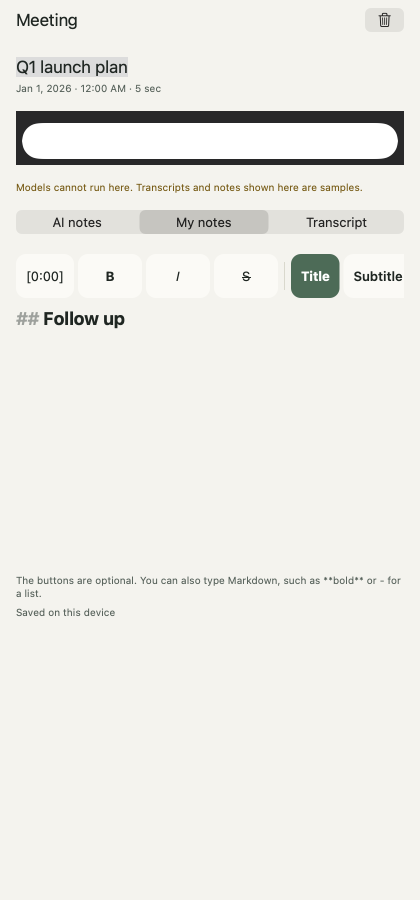 Meeting
Q1 launch plan
Jan 1, 2026 · 12:00 AM · 5 sec
Models cannot run here. Transcripts and notes shown here are samples.
AI notes My notes Transcript
[0:00] B I S Title Subtitle
## Follow up
The buttons are optional. You can also type Markdown, such as **bold** or - for
a list.
Saved on this device